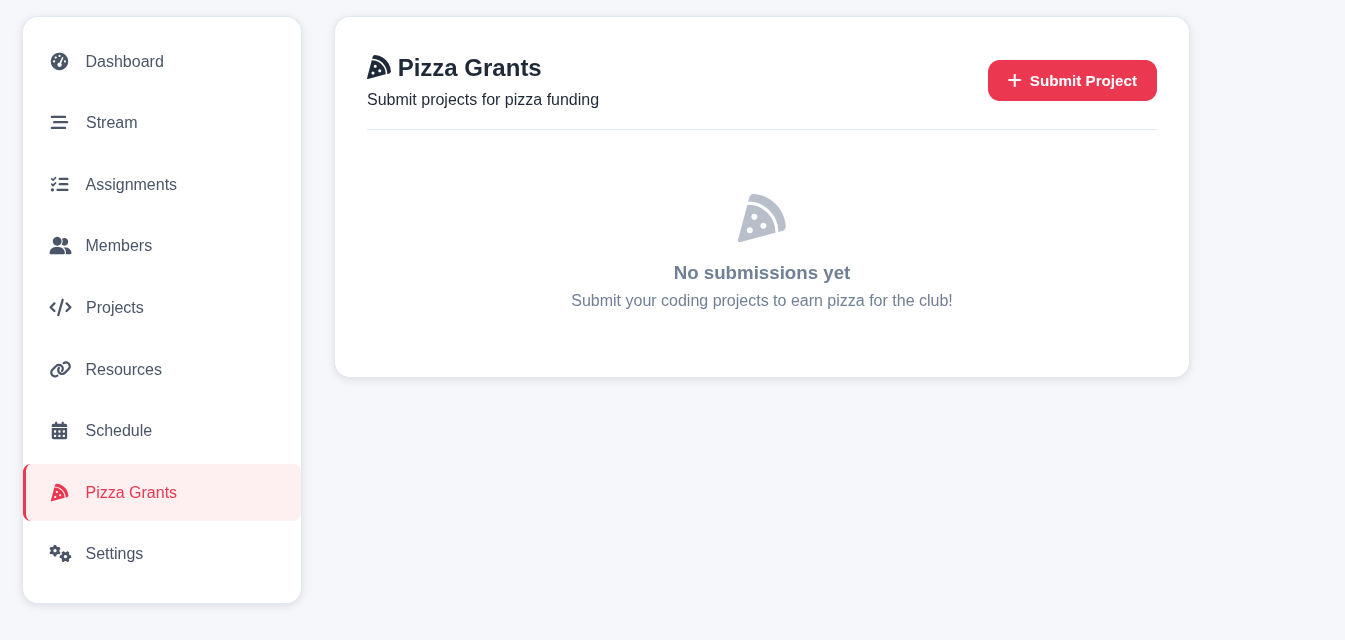 Dashboard
Stream
Assignments
Members
Projects
Resources
Schedule
Pizza Grants
Settings
Pizza Grants
Submit projects for pizza funding
Submit Project
No submissions yet
Submit your coding projects to earn pizza for the club!